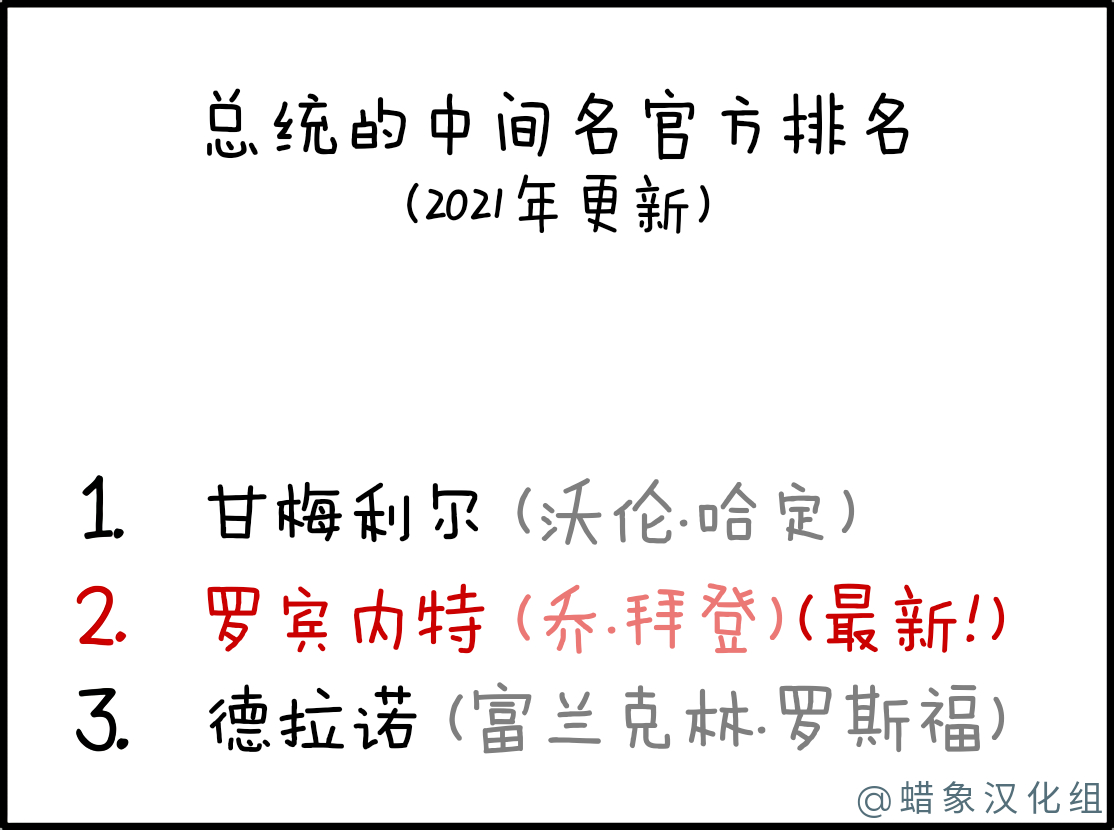 总统的中间名官方排名
(2021年更新)
1. 甘梅利尔 (沃伦·哈定)
2. 罗宾内特 (乔·拜登)(最新!)
3. 德拉诺 (富兰克林·罗斯福)
@蜡象汉化组